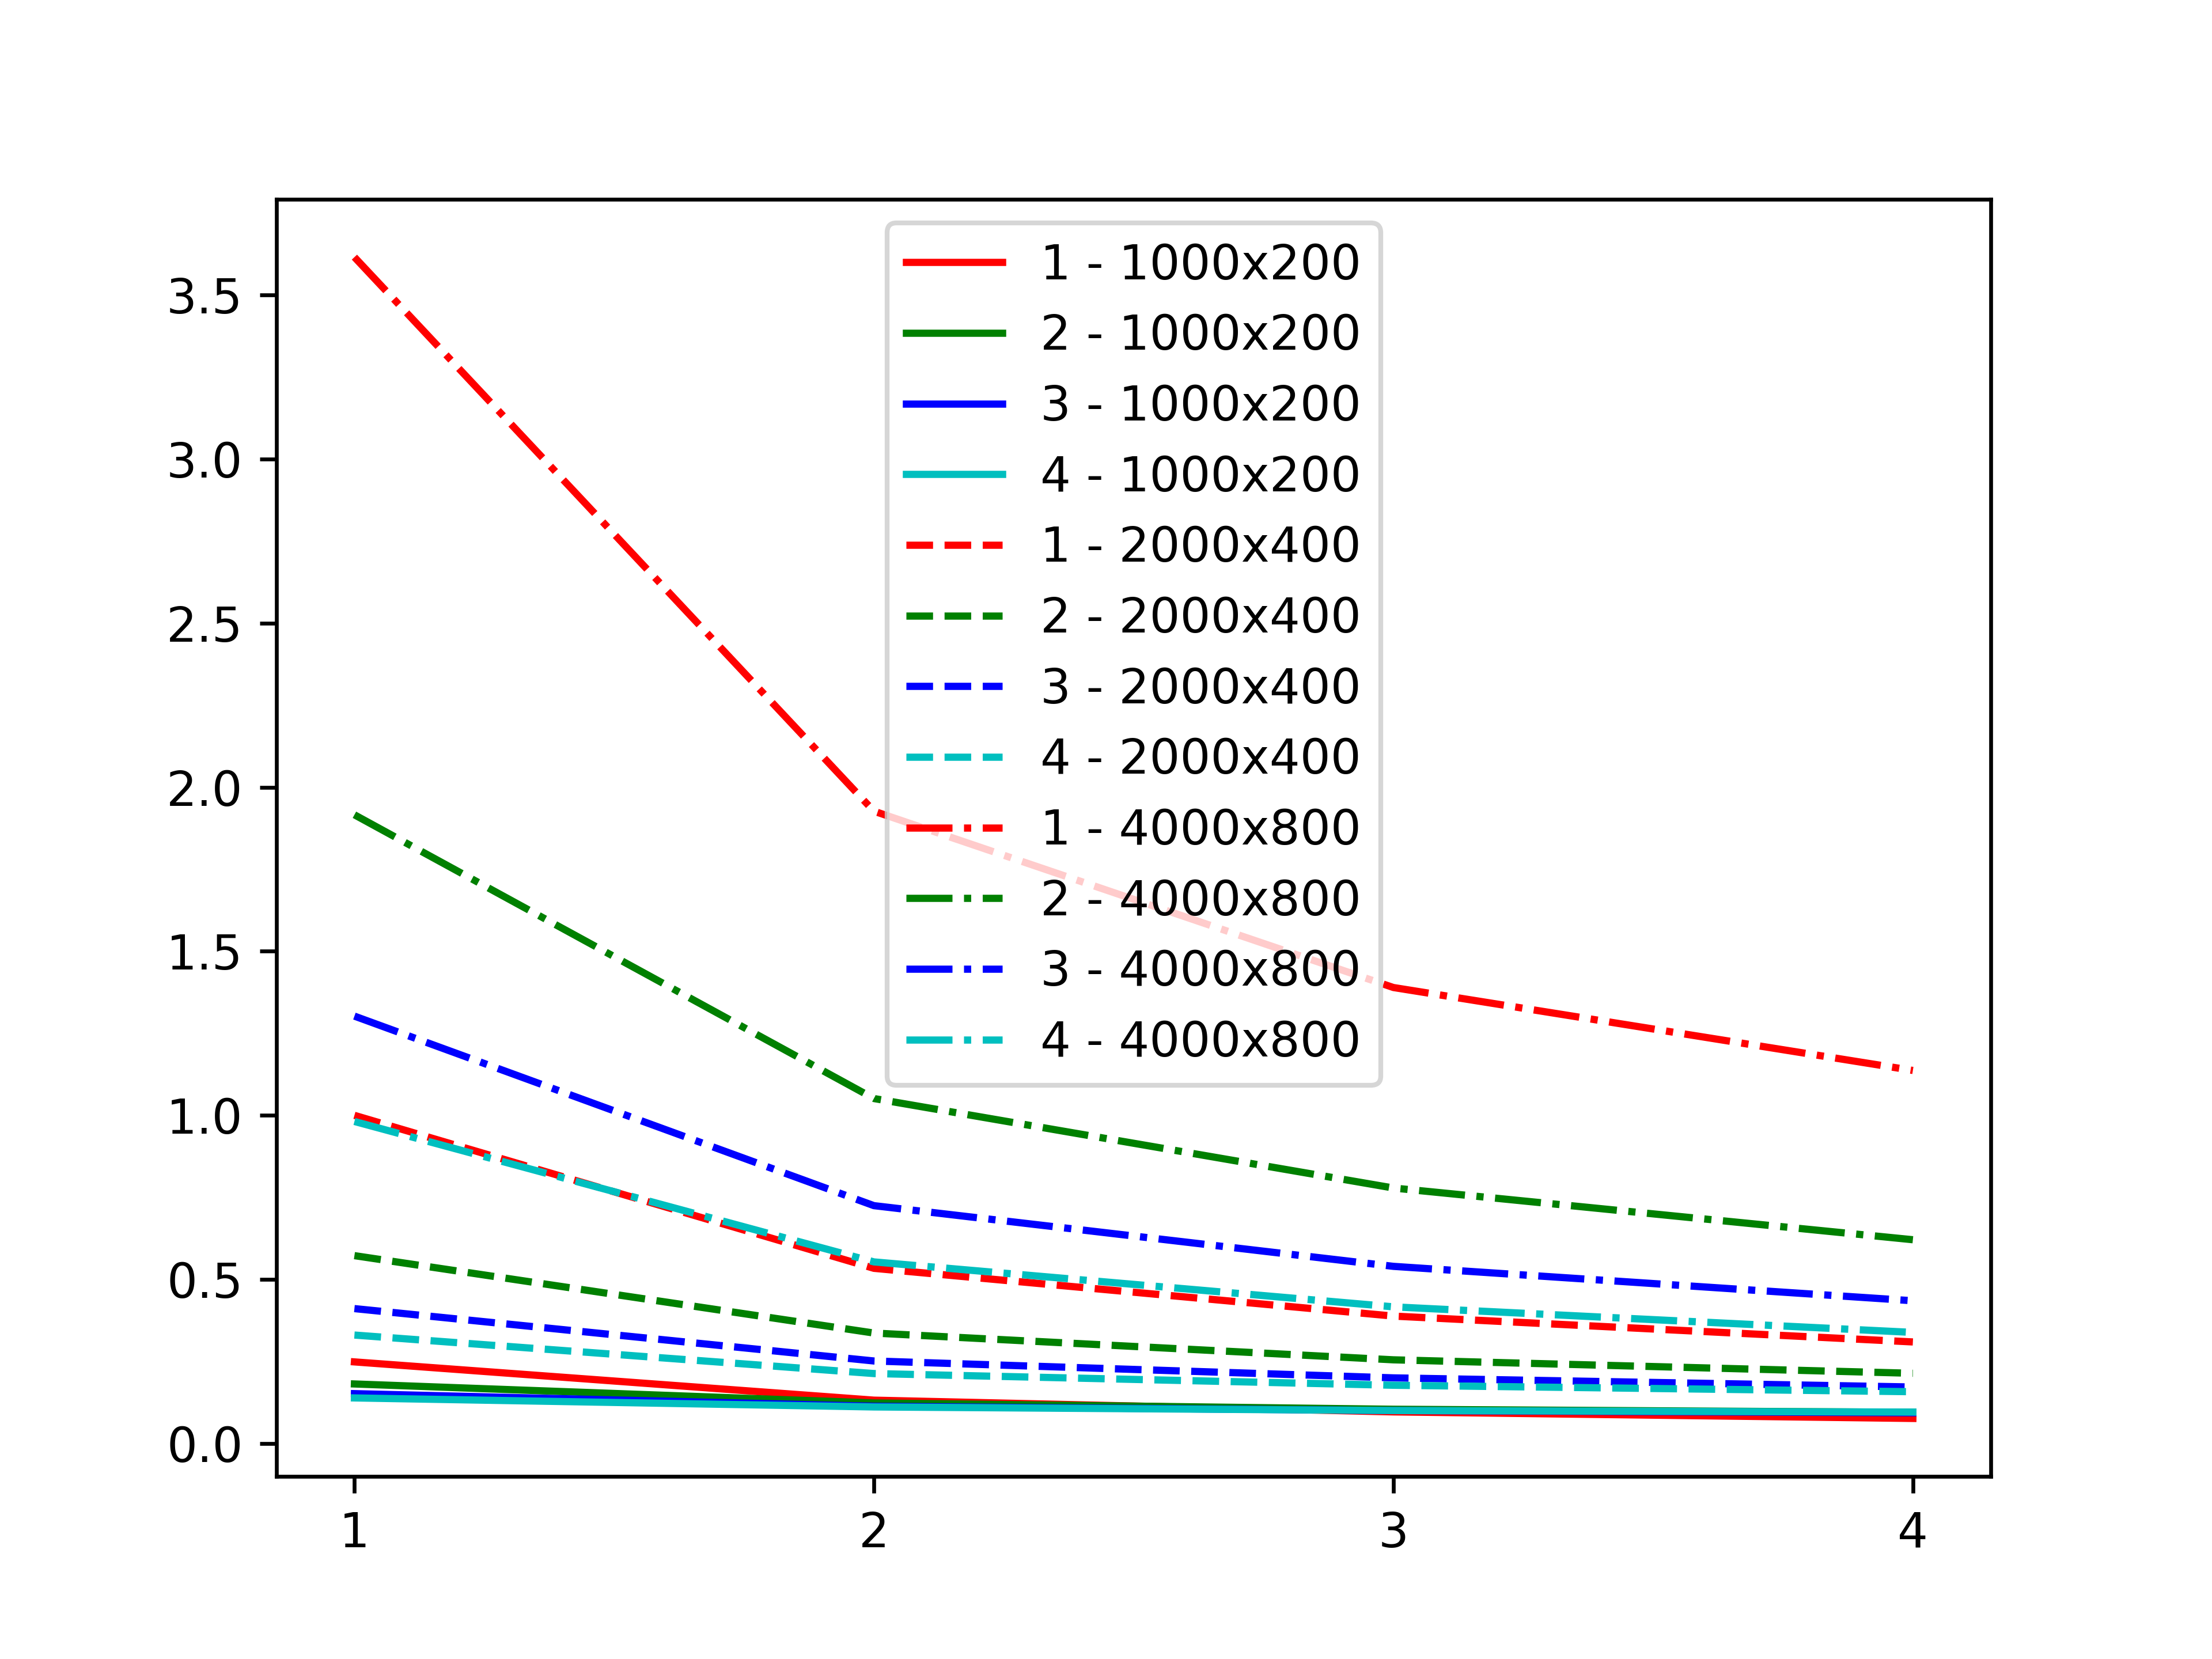 3.5
3.0
2.5
2.0
1.5
1.0
0.5
0.0
1 - 1000x200
2 - 1000x200
3 - 1000x200
4 - 1000x200
1 - 2000x400
2 - 2000x400
3 - 2000x400
4 - 2000x400
1 - 4000x800
2 - 4000x800
3 - 4000x800
4 - 4000x800
1 2 3 4